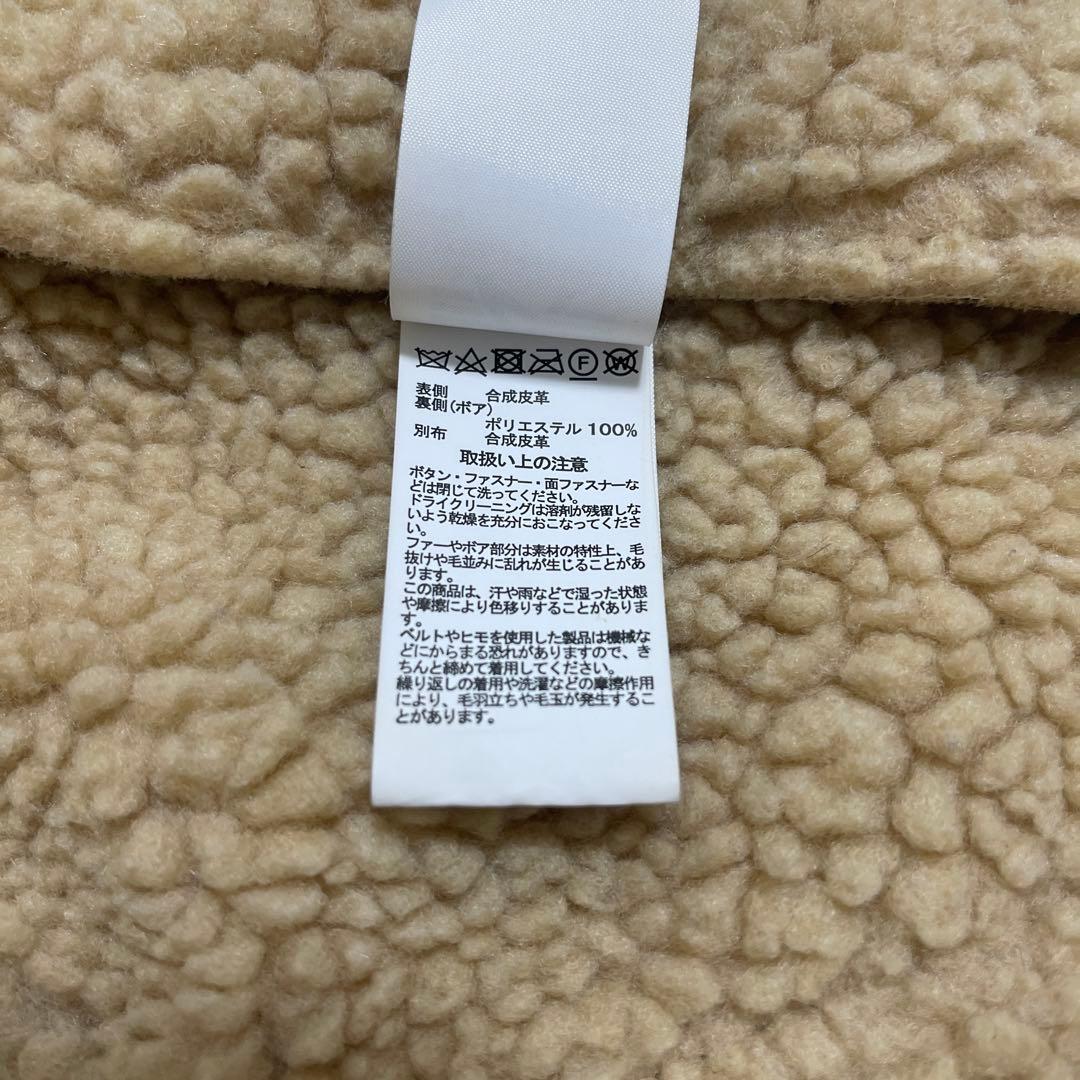 F W
表側 合成皮革
裏側(ボア)
ポリエステル 100%
別布 合成皮革
取扱い上の注意
ボタン・ファスナー・面ファスナーな
どは閉じて洗ってください。
ドライクリーニングは溶剤が残留しな
いよう乾燥を充分におこなってくださ
い。
ファーやボア部分は素材の特性上、毛
抜けや毛並みに乱れが生じることがあ
ります。
この商品は、汗や雨などで湿った状態
や摩擦により色移りすることがありま
す。
ベルトやヒモを使用した製品は機械な
どにからまる恐れがありますので、き
ちんと締めて着用してください。
繰り返しの着用や洗濯などの摩擦作用
により、毛羽立ちや毛玉が発生するこ
とがあります。